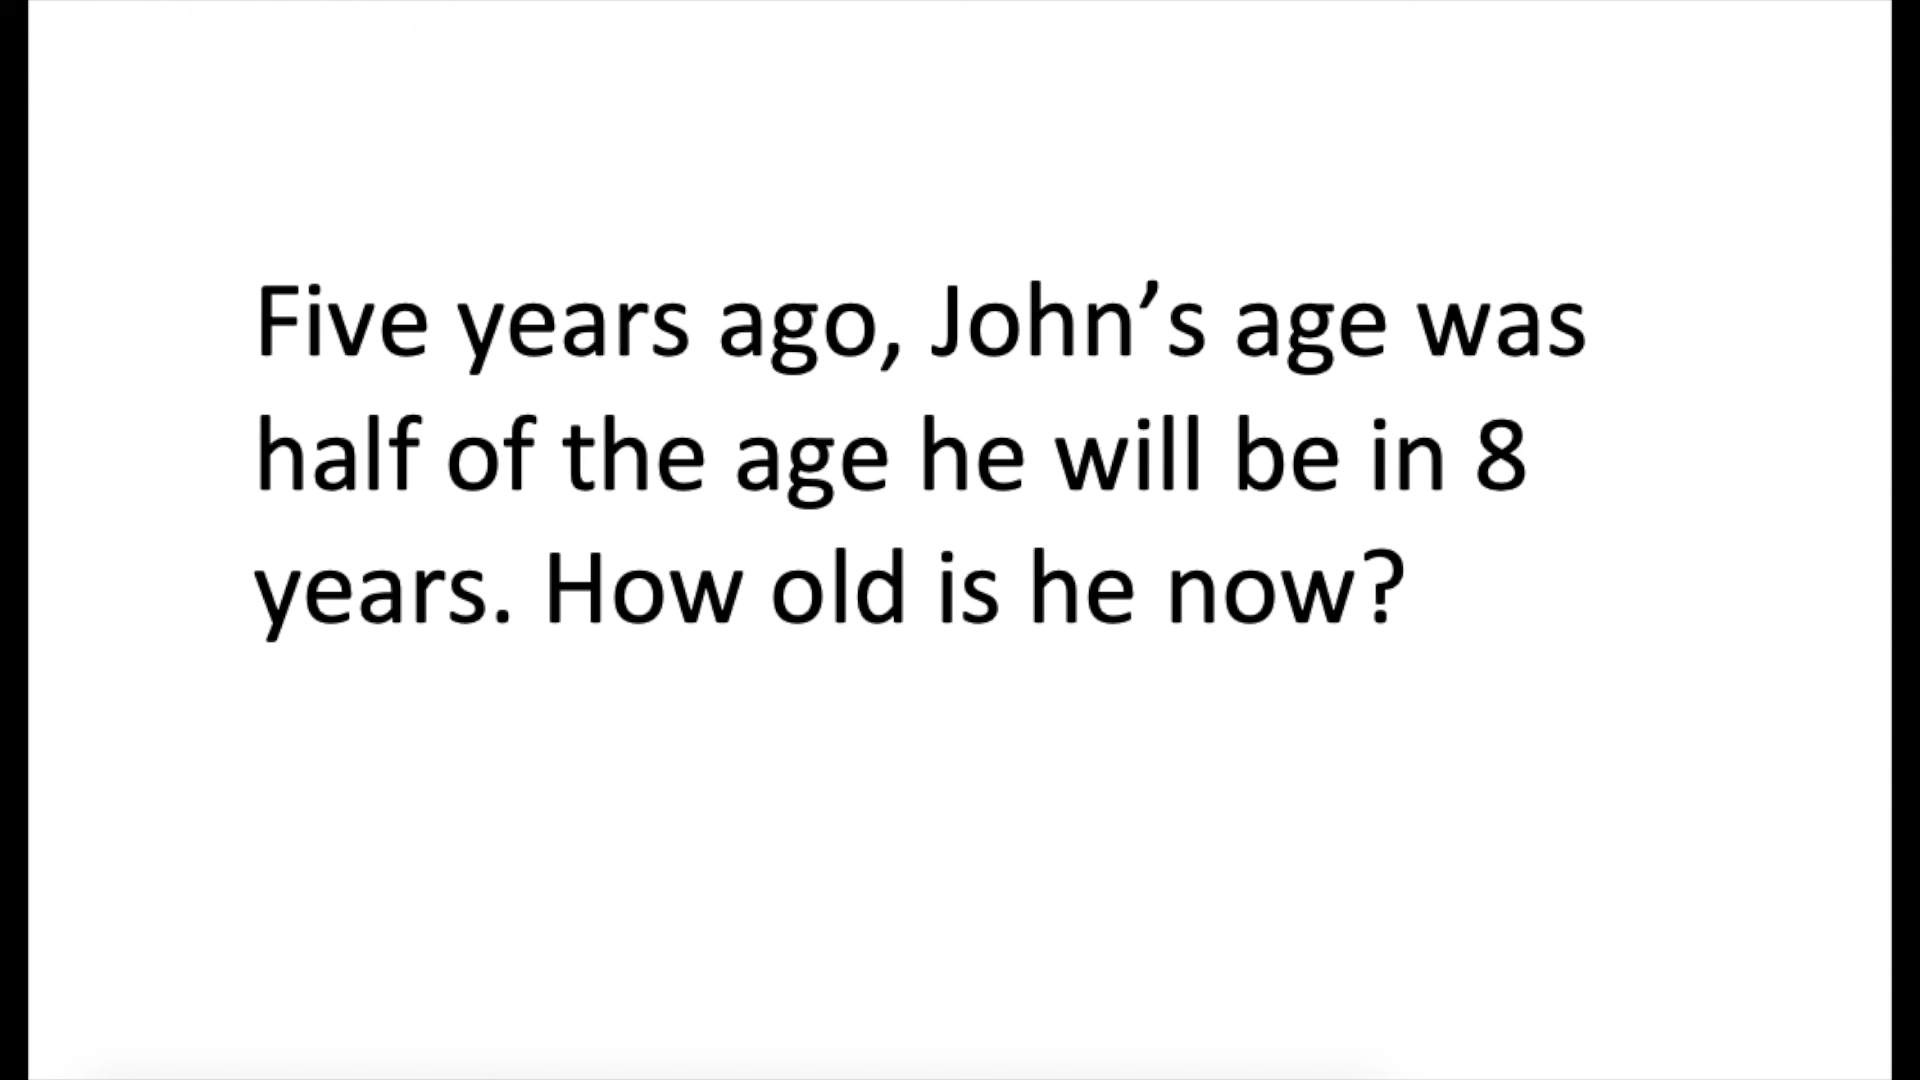 Five years ago, John’s age was
half of the age he will be in 8
years. How old is he now?